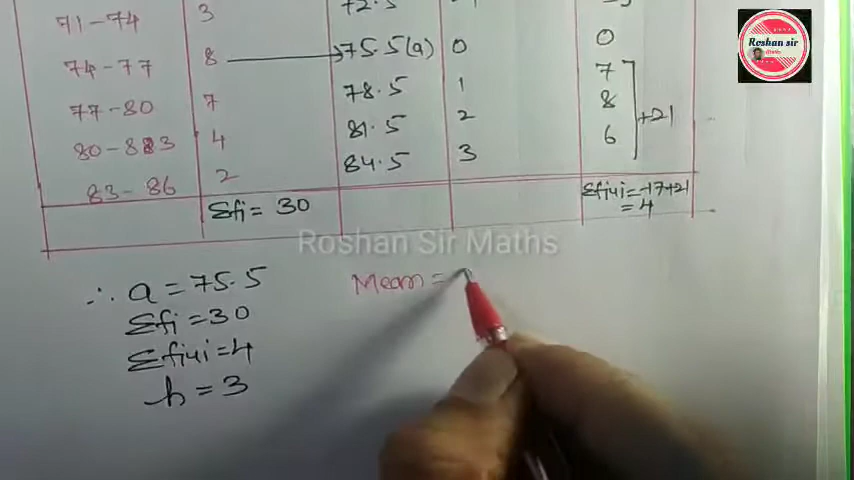 71-74 3 72.5 -1
74-77 8 75.5(a) 0 0
77-80 7 78.5 1 7
80-883 4 81.5 2 8 +21
83-86 2 84.5 3 6
Σfi = 30 Σfiui = -17+21
= 4
∴ a = 75.5 Mean =
Σfi = 30
Σfiui = 4
h = 3
Roshan Sir Maths
Roshan sir